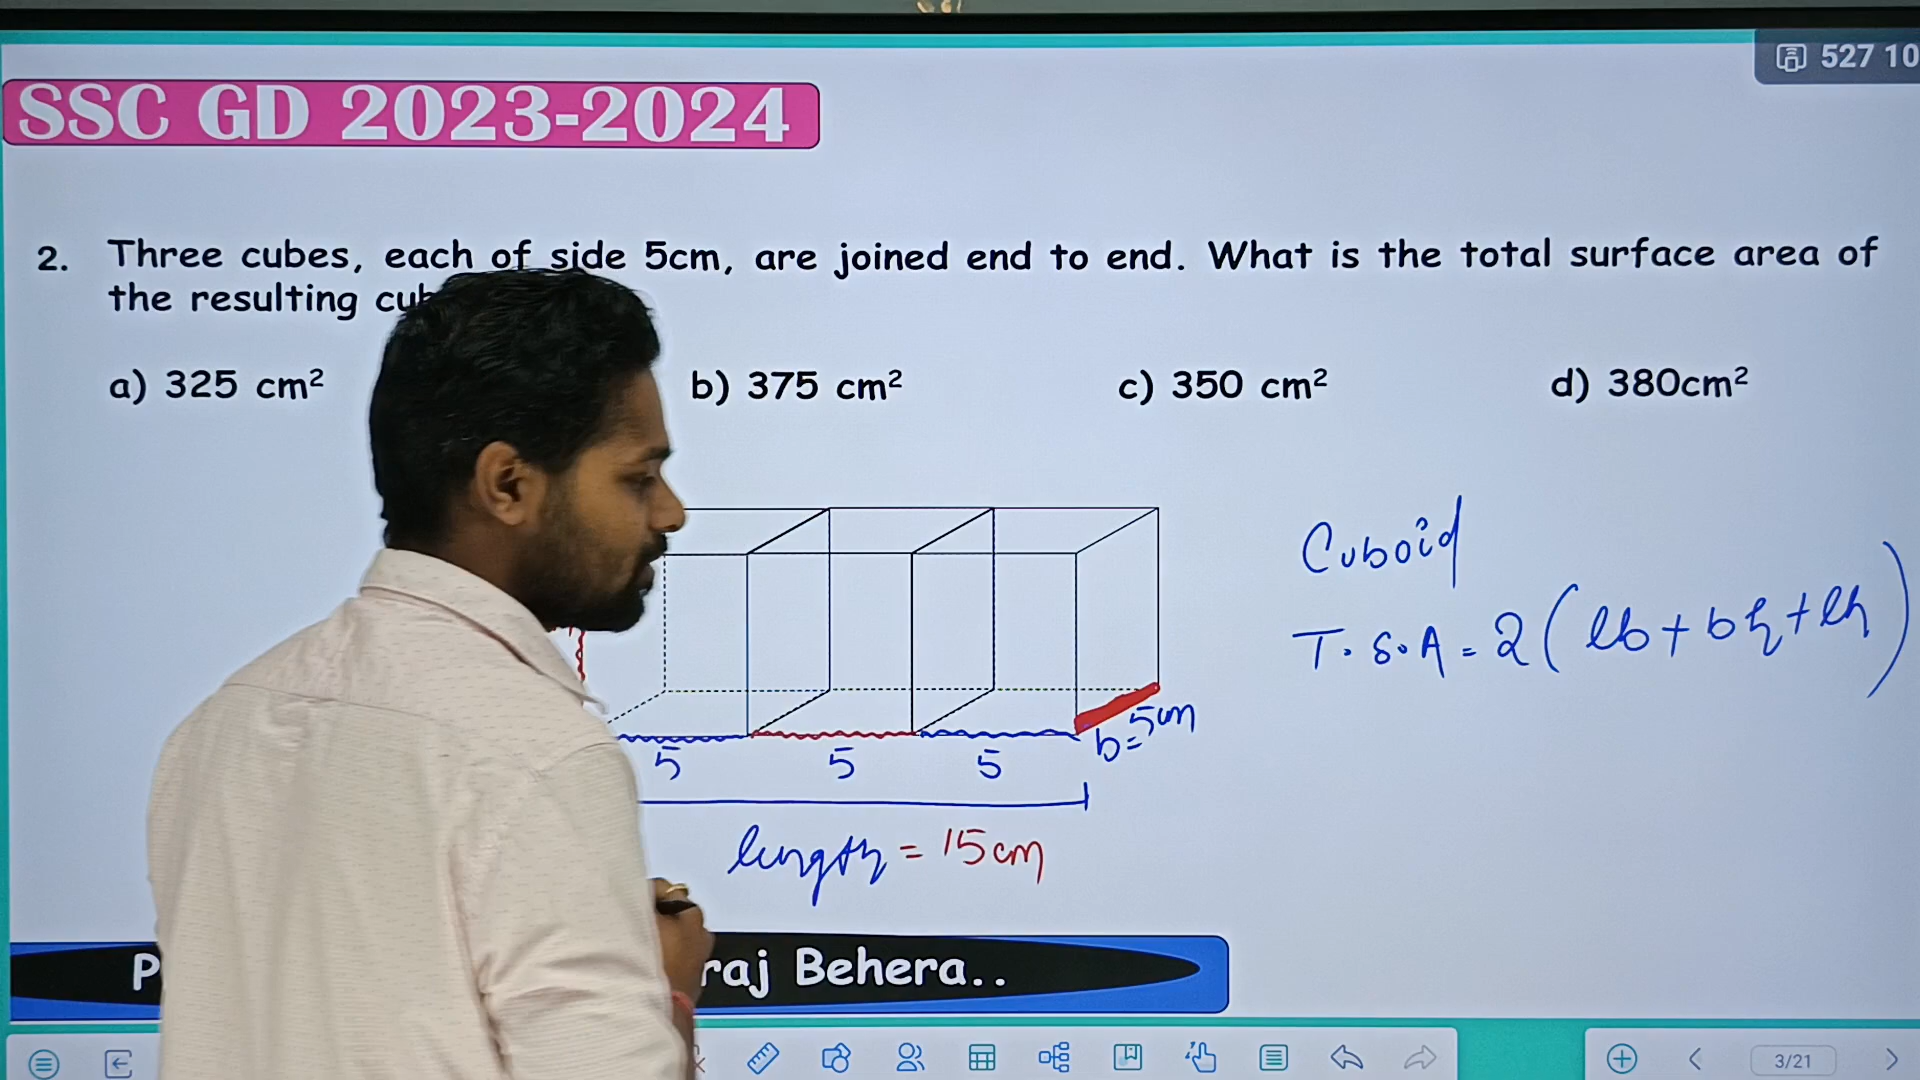 527 10
SSC GD 2023-2024
2. Three cubes, each of side 5cm, are joined end to end. What is the total surface area of
the resulting
a) 325 cm² b) 375 cm² c) 350 cm² d) 380cm²
Cuboid
T.S.A = 2(lb+bh+lh)
b=5cm
5 5 5
length = 15cm
Behera..
3/21